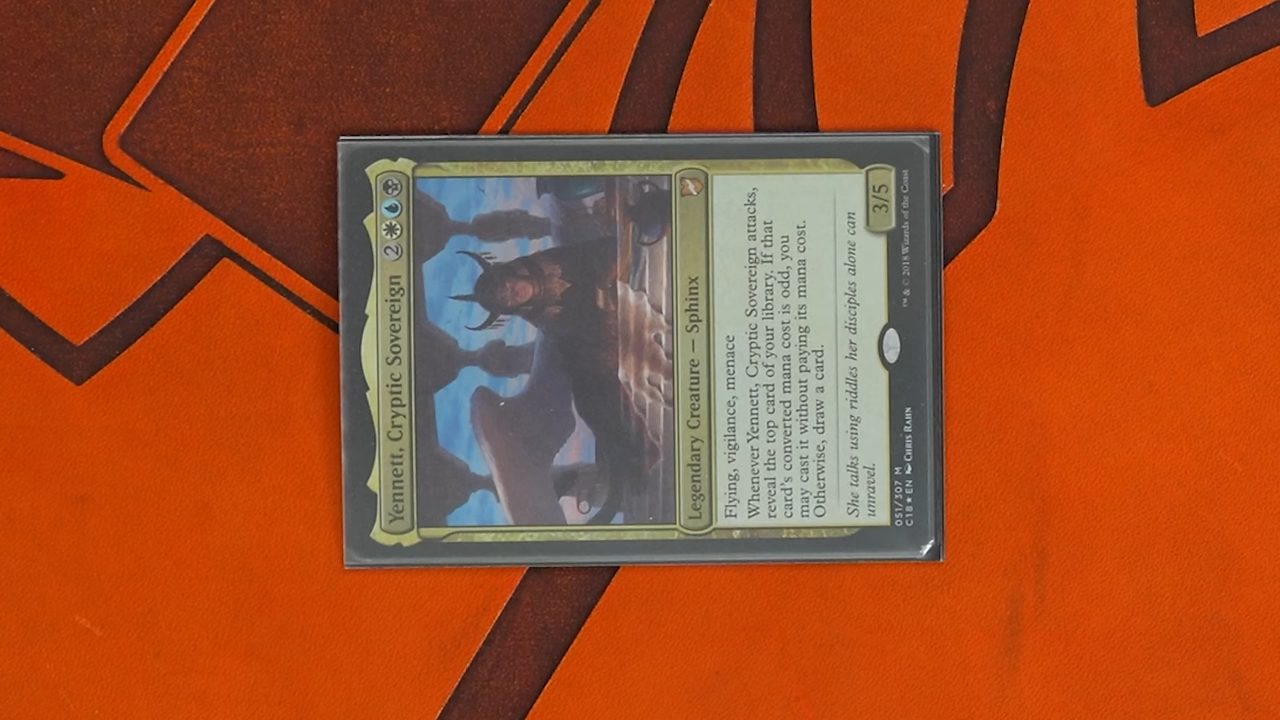 Yennett, Cryptic Sovereign 2
Legendary Creature — Sphinx
Flying, vigilance, menace
Whenever Yennett, Cryptic Sovereign attacks,
reveal the top card of your library. If that
card's converted mana cost is odd, you
may cast it without paying its mana cost.
Otherwise, draw a card.
She talks using riddles her disciples alone can
unravel.
3/5
051/307 M
C18 ★ EN Chris Rahn
™ & © 2018 Wizards of the Coast